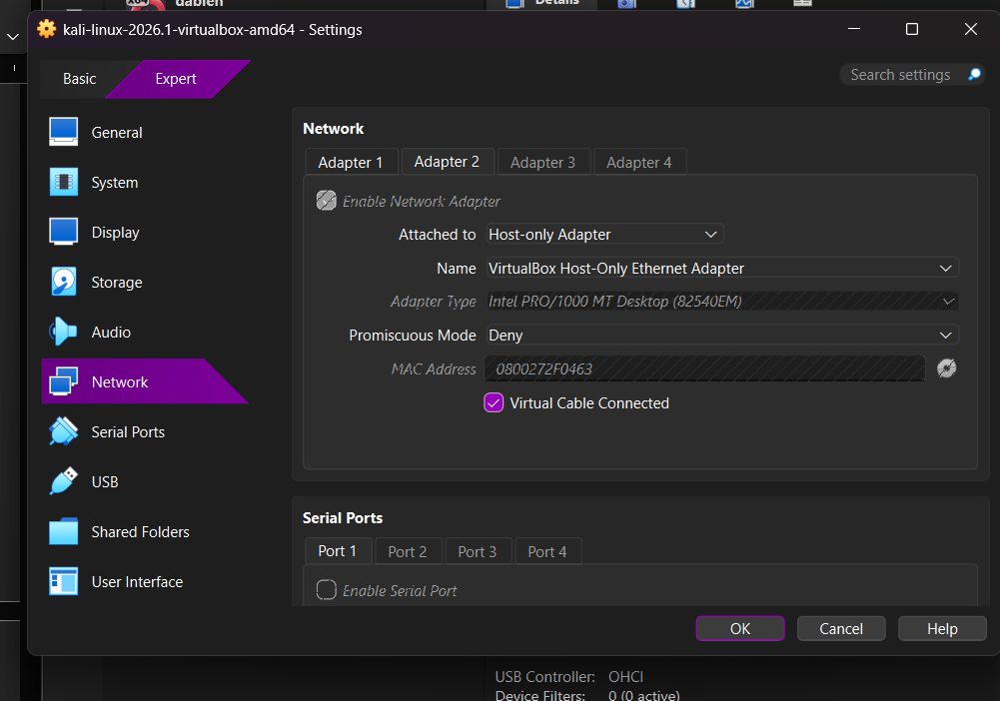 Details
kali-linux-2026.1-virtualbox-amd64 - Settings
Basic
Expert
Search settings
General
System
Display
Storage
Audio
Network
Serial Ports
USB
Shared Folders
User Interface
Network
Adapter 1
Adapter 2
Adapter 3
Adapter 4
Enable Network Adapter
Attached to Host-only Adapter
Name VirtualBox Host-Only Ethernet Adapter
Adapter Type Intel PRO/1000 MT Desktop (82540EM)
Promiscuous Mode Deny
MAC Address 0800272F0463
Virtual Cable Connected
Serial Ports
Port 1
Port 2
Port 3
Port 4
Enable Serial Port
OK
Cancel
Help
USB Controller: OHCI
Device Filters: 0 (0 active)